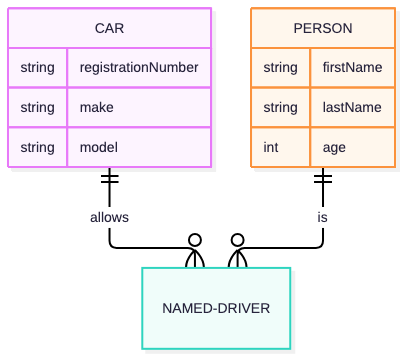 CAR
string registrationNumber
string make
string model
PERSON
string firstName
string lastName
int age
allows
is
NAMED-DRIVER